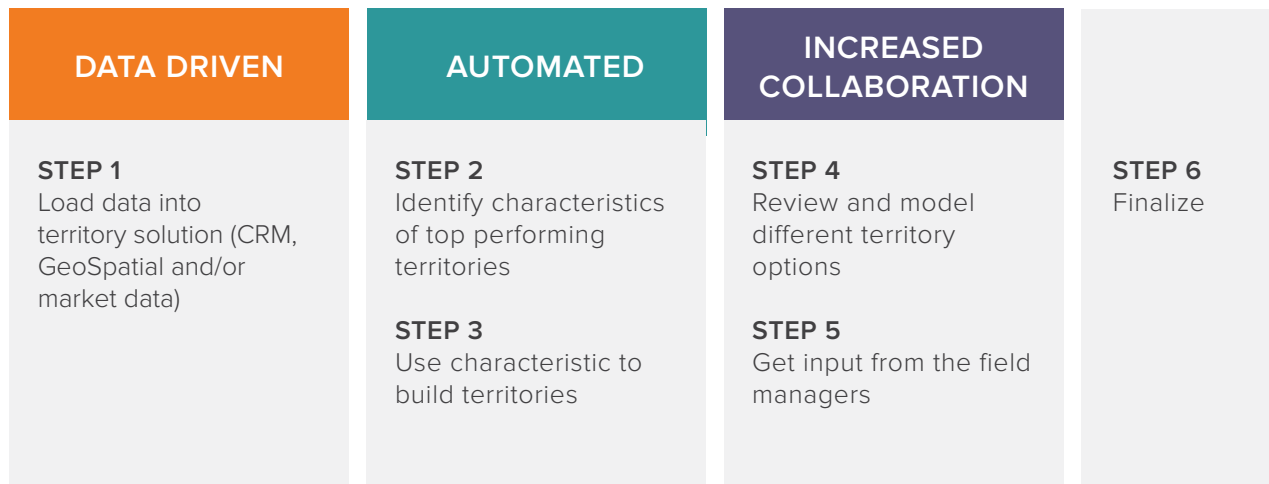 DATA DRIVEN
STEP 1
Load data into
territory solution (CRM,
GeoSpatial and/or
market data)
AUTOMATED
STEP 2
Identify characteristics
of top performing
territories
STEP 3
Use characteristic to
build territories
INCREASED
COLLABORATION
STEP 4
Review and model
different territory
options
STEP 5
Get input from the field
managers
STEP 6
Finalize